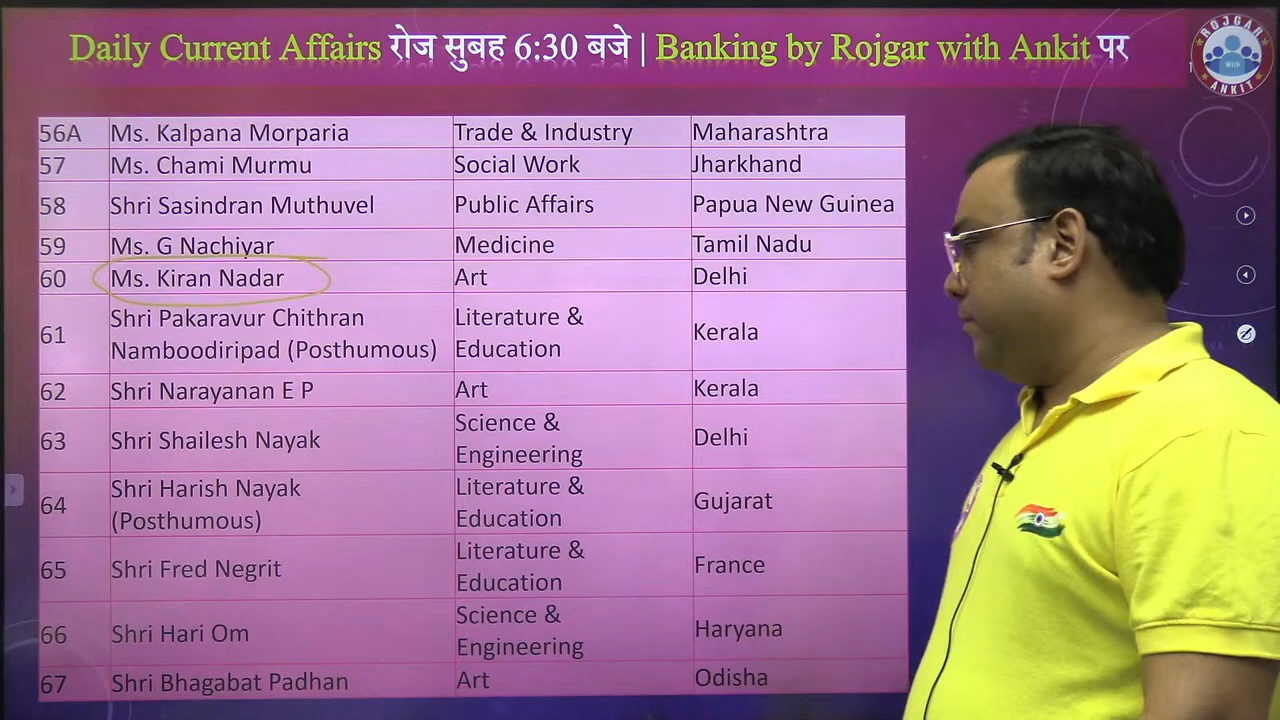 Daily Current Affairs रोज सुबह 6:30 बजे | Banking by Rojgar with Ankit पर
ROJGAR
With
ANKIT
56A Ms. Kalpana Morparia Trade & Industry Maharashtra
57 Ms. Chami Murmu Social Work Jharkhand
58 Shri Sasindran Muthuvel Public Affairs Papua New Guinea
59 Ms. G Nachiyar Medicine Tamil Nadu
60 Ms. Kiran Nadar Art Delhi
61 Shri Pakaravur Chithran Literature & Kerala
Namboodiripad (Posthumous) Education
62 Shri Narayanan E P Art Kerala
63 Shri Shailesh Nayak Science & Delhi
Engineering
64 Shri Harish Nayak Literature & Gujarat
(Posthumous) Education
65 Shri Fred Negrit Literature & France
Education
66 Shri Hari Om Science & Haryana
Engineering
67 Shri Bhagabat Padhan Art Odisha